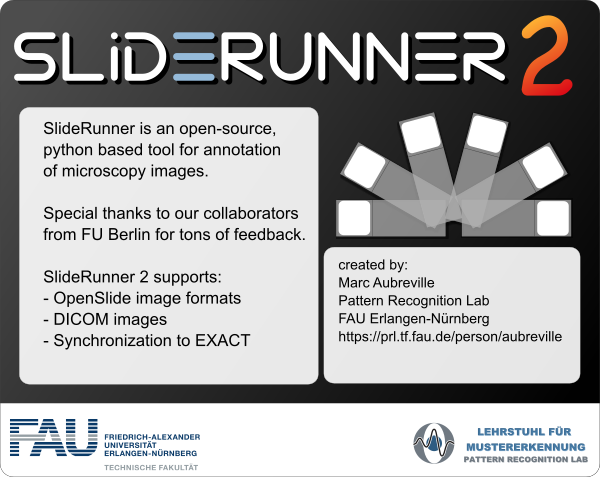 SLiDERUNNER 2
SlideRunner is an open-source,
python based tool for annotation
of microscopy images.
Special thanks to our collaborators
from FU Berlin for tons of feedback.
SlideRunner 2 supports:
- OpenSlide image formats
- DICOM images
- Synchronization to EXACT
created by:
Marc Aubreville
Pattern Recognition Lab
FAU Erlangen-Nürnberg
https://prl.tf.fau.de/person/aubreville
FAU
FRIEDRICH-ALEXANDER
UNIVERSITÄT
ERLANGEN-NÜRNBERG
TECHNISCHE FAKULTÄT
LEHRSTUHL FÜR
MUSTERERKENNUNG
PATTERN RECOGNITION LAB